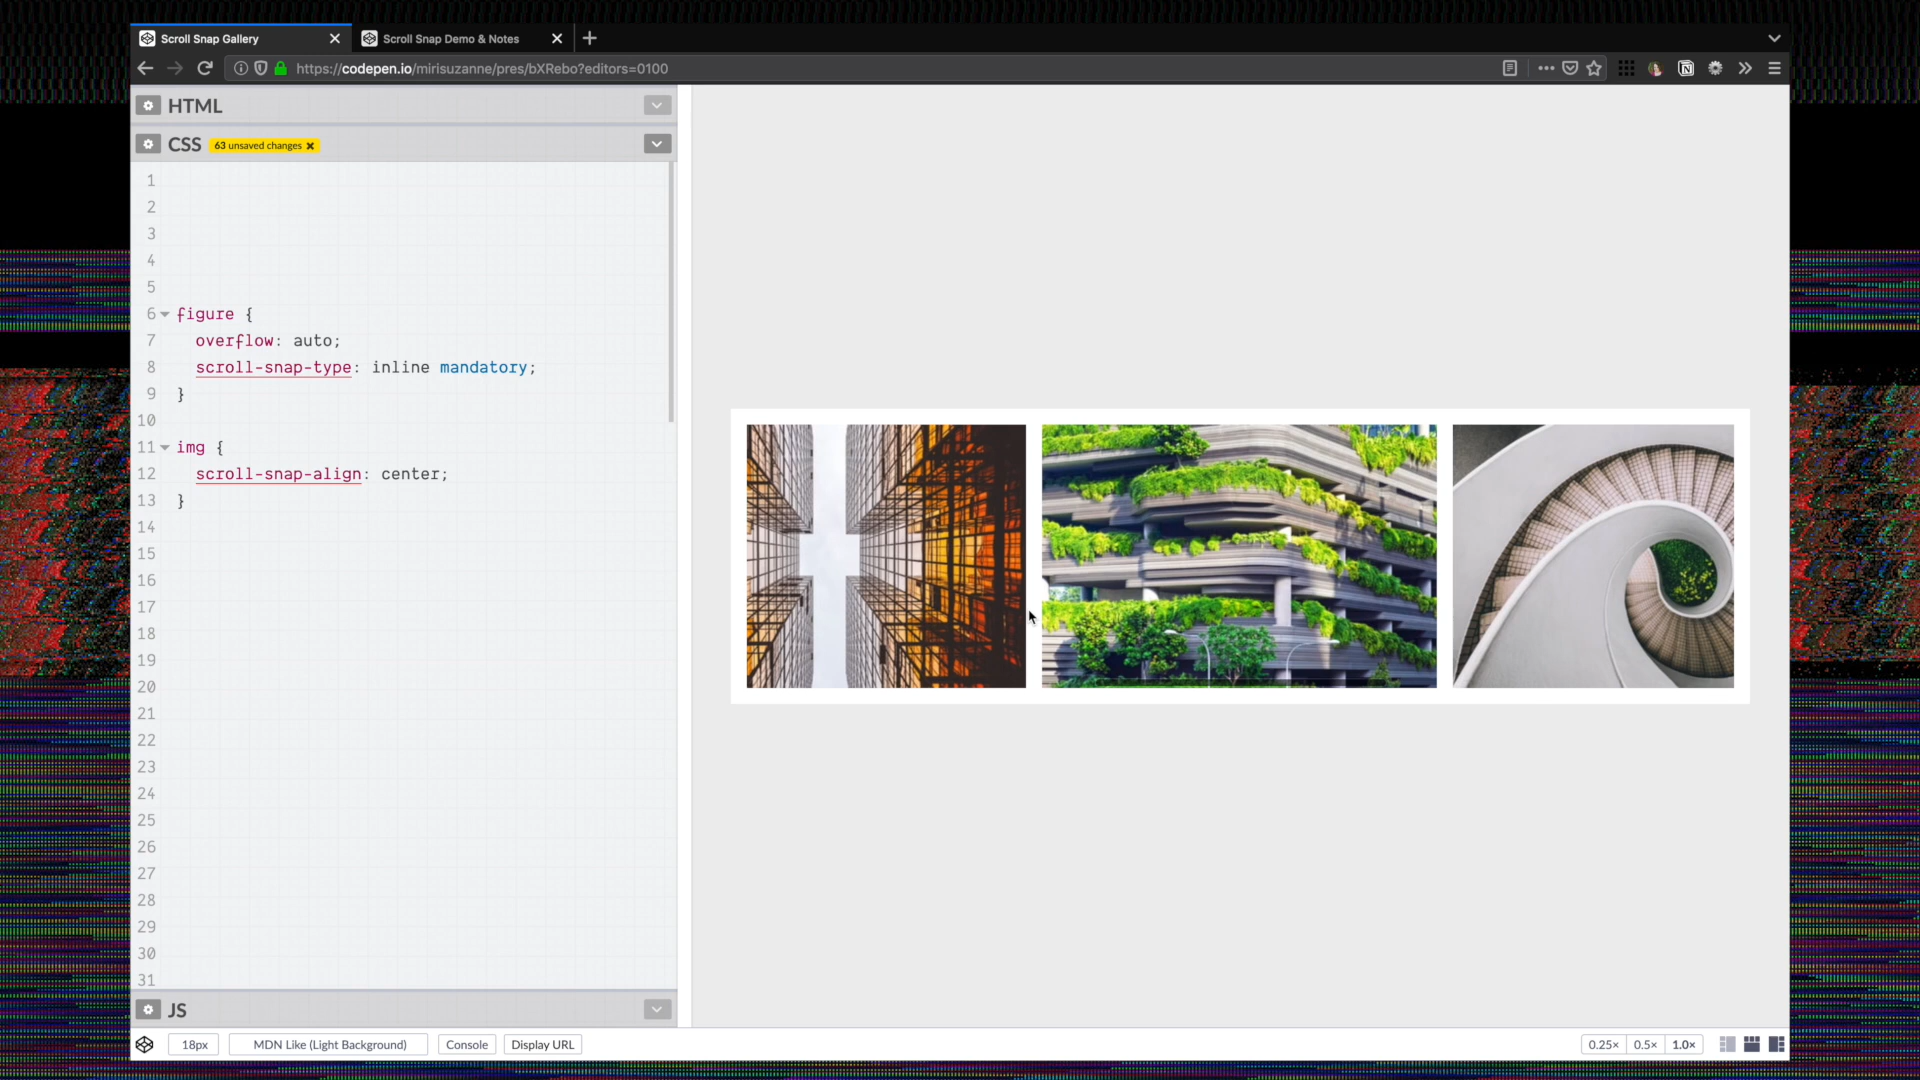 Scroll Snap Gallery
Scroll Snap Demo & Notes
https://codepen.io/mirisuzanne/pres/bXRebo?editors=0100
HTML
CSS 63 unsaved changes
1
2
3
4
5
6 figure {
7 overflow: auto;
8 scroll-snap-type: inline mandatory;
9 }
10
11 img {
12 scroll-snap-align: center;
13 }
14
15
16
17
18
19
20
21
22
23
24
25
26
27
28
29
30
31
JS
18px MDN Like (Light Background) Console Display URL 0.25× 0.5× 1.0×